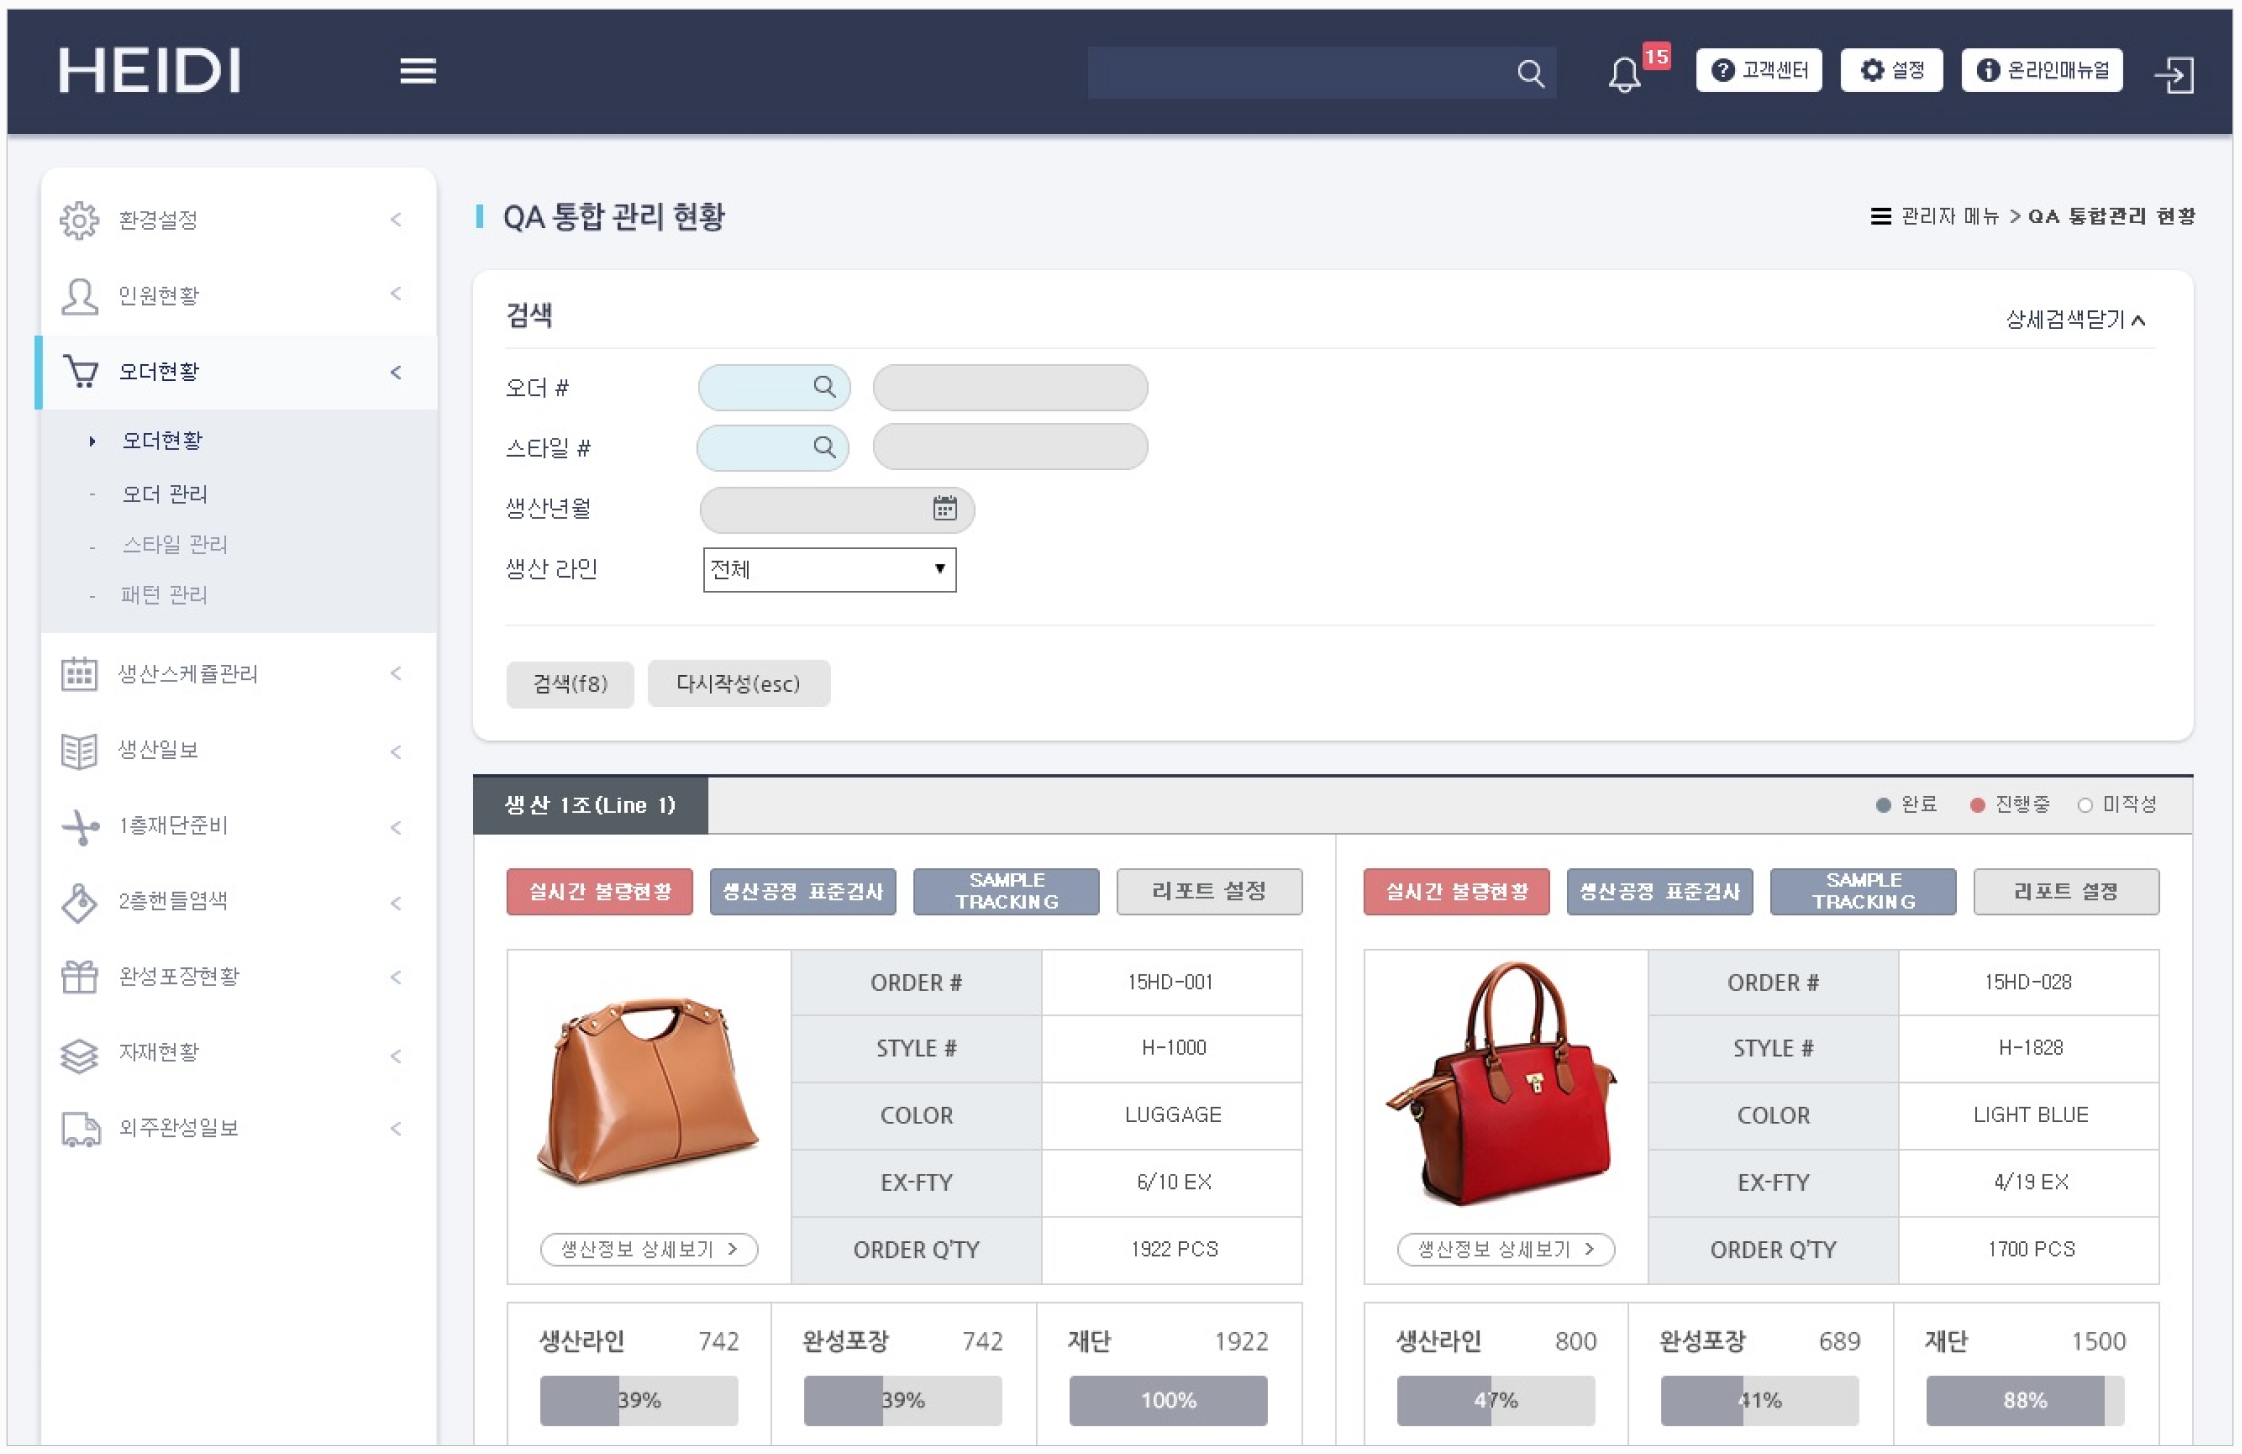 HEIDI
15
고객센터
설정
온라인매뉴얼
환경설정
인원현황
오더현황
오더현황
오더 관리
스타일 관리
패턴 관리
생산스케쥴관리
생산일보
1층재단준비
2층핸들염색
완성포장현황
자재현황
외주완성일보
QA 통합 관리 현황
관리자 메뉴 > QA 통합관리 현황
검색
상세검색닫기
오더 #
스타일 #
생산년월
생산 라인
전체
검색(f8)
다시작성(esc)
생산 1조(Line 1)
완료
진행중
미작성
실시간 불량현황
생산공정 표준검사
SAMPLE
TRACKING
리포트 설정
ORDER #
15HD-001
STYLE #
H-1000
COLOR
LUGGAGE
EX-FTY
6/10 EX
ORDER Q'TY
1922 PCS
생산정보 상세보기 >
생산라인 742
39%
완성포장 742
39%
재단 1922
100%
실시간 불량현황
생산공정 표준검사
SAMPLE
TRACKING
리포트 설정
ORDER #
15HD-028
STYLE #
H-1828
COLOR
LIGHT BLUE
EX-FTY
4/19 EX
ORDER Q'TY
1700 PCS
생산정보 상세보기 >
생산라인 800
47%
완성포장 689
41%
재단 1500
88%